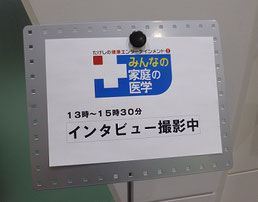 たけしの健康エンターテインメント!
みんなの
家庭の
医学
13時～15時30分
インタビュー撮影中